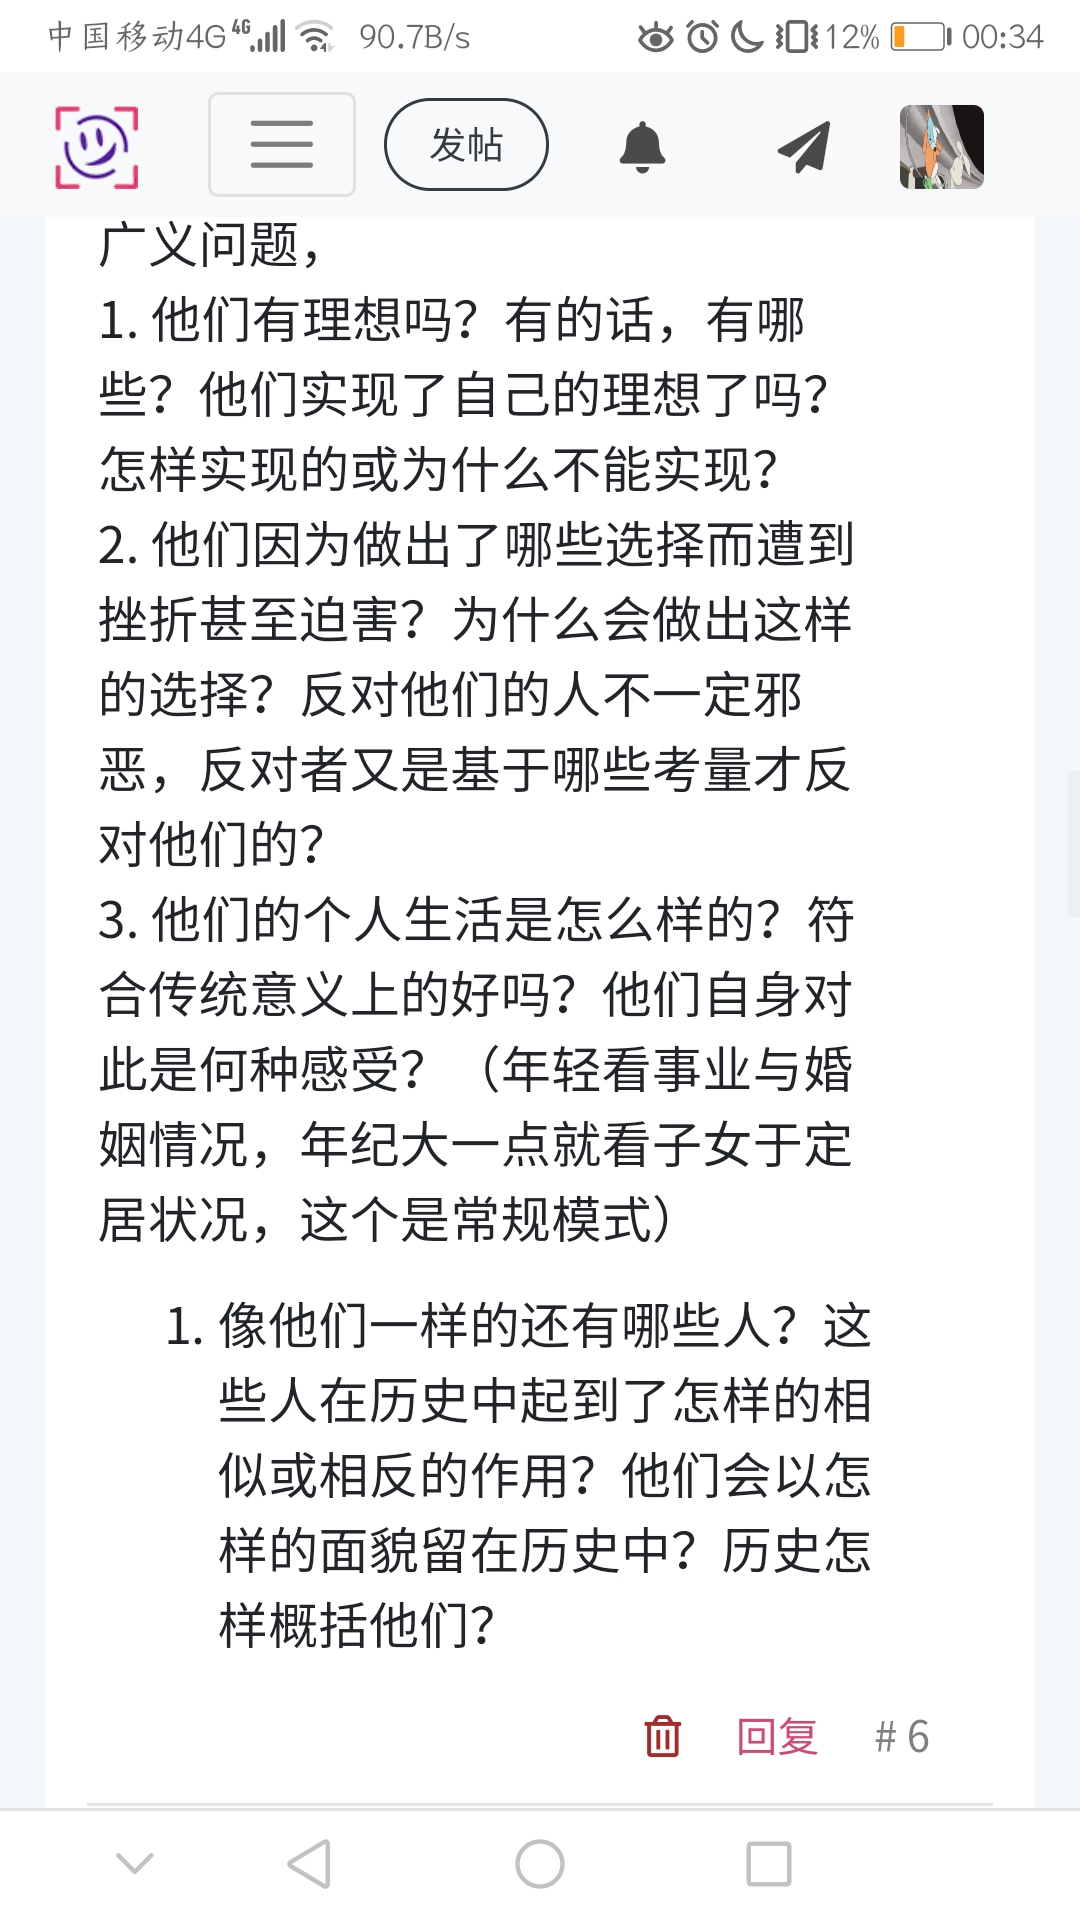 中国移动4G 4G 90.7B/s 12% 00:34
发帖
广义问题，
1. 他们有理想吗？有的话，有哪
些？他们实现了自己的理想了吗？
怎样实现的或为什么不能实现？
2. 他们因为做出了哪些选择而遭到
挫折甚至迫害？为什么会做出这样
的选择？反对他们的人不一定邪
恶，反对者又是基于哪些考量才反
对他们的？
3. 他们的个人生活是怎么样的？符
合传统意义上的好吗？他们自身对
此是何种感受？（年轻看事业与婚
姻情况，年纪大一点就看子女于定
居状况，这个是常规模式）
1. 像他们一样的还有哪些人？这
些人在历史中起到了怎样的相
似或相反的作用？他们会以怎
样的面貌留在历史中？历史怎
样概括他们？
回复 # 6